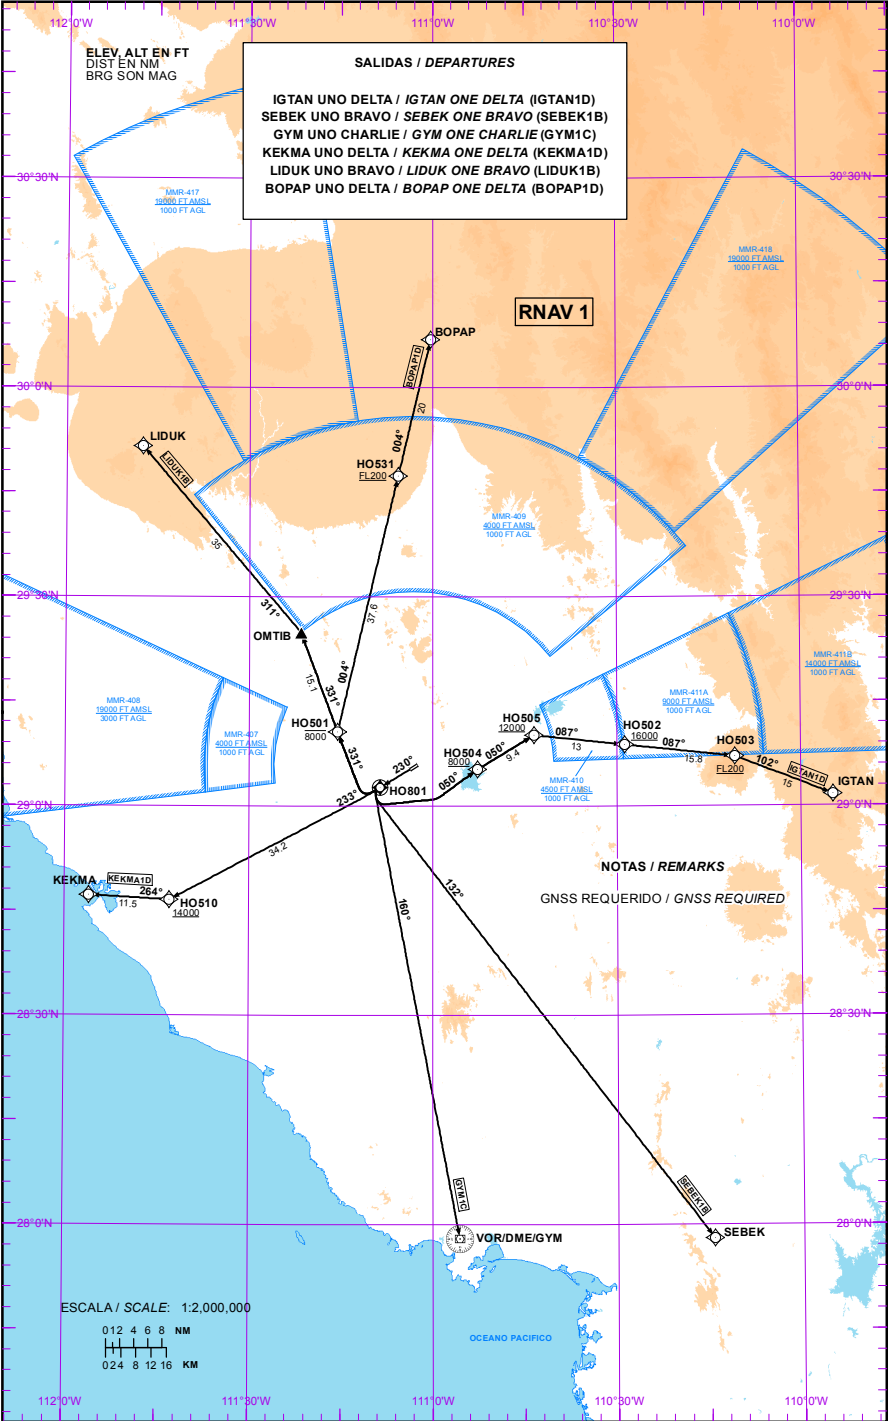 112°0'W
111°30'W
111°0'W
110°30'W
110°0'W
ELEV, ALT EN FT
DIST EN NM
BRG SON MAG
SALIDAS / DEPARTURES
IGTAN UNO DELTA / IGTAN ONE DELTA (IGTAN1D)
SEBEK UNO BRAVO / SEBEK ONE BRAVO (SEBEK1B)
GYM UNO CHARLIE / GYM ONE CHARLIE (GYM1C)
KEKMA UNO DELTA / KEKMA ONE DELTA (KEKMA1D)
LIDUK UNO BRAVO / LIDUK ONE BRAVO (LIDUK1B)
BOPAP UNO DELTA / BOPAP ONE DELTA (BOPAP1D)
30°30'N
30°30'N
MMR-417
19000 FT AMSL
1000 FT AGL
MMR-418
19000 FT AMSL
1000 FT AGL
RNAV 1
BOPAP
BOPAP1D
20
004°
30°0'N
30°0'N
LIDUK
LIDUK1B
35
311°
HO531
FL200
MMR-409
4000 FT AMSL
1000 FT AGL
29°30'N
29°30'N
37.6
004°
OMTIB
15.1
331°
MMR-408
19000 FT AMSL
3000 FT AGL
MMR-407
4000 FT AMSL
1000 FT AGL
MMR-411B
14000 FT AMSL
1000 FT AGL
MMR-411A
9000 FT AMSL
1000 FT AGL
HO501
8000
331°
HO505
12000
087°
13
HO502
16000
087°
15.8
HO503
FL200
102°
IGTAN1D
15
IGTAN
HO504
8000
050°
050°
9.4
MMR-410
4500 FT AMSL
1000 FT AGL
230°
HO801
233°
29°0'N
29°0'N
34.2
KEKMA
KEKMA1D
264°
11.5
HO510
14000
132°
160°
NOTAS / REMARKS
GNSS REQUERIDO / GNSS REQUIRED
28°30'N
28°30'N
GYM1C
SEBEK1B
28°0'N
28°0'N
VOR/DME/GYM
SEBEK
ESCALA / SCALE: 1:2,000,000
0 1 2 4 6 8 NM
0 2 4 8 12 16 KM
OCEANO PACIFICO
112°0'W
111°30'W
111°0'W
110°30'W
110°0'W